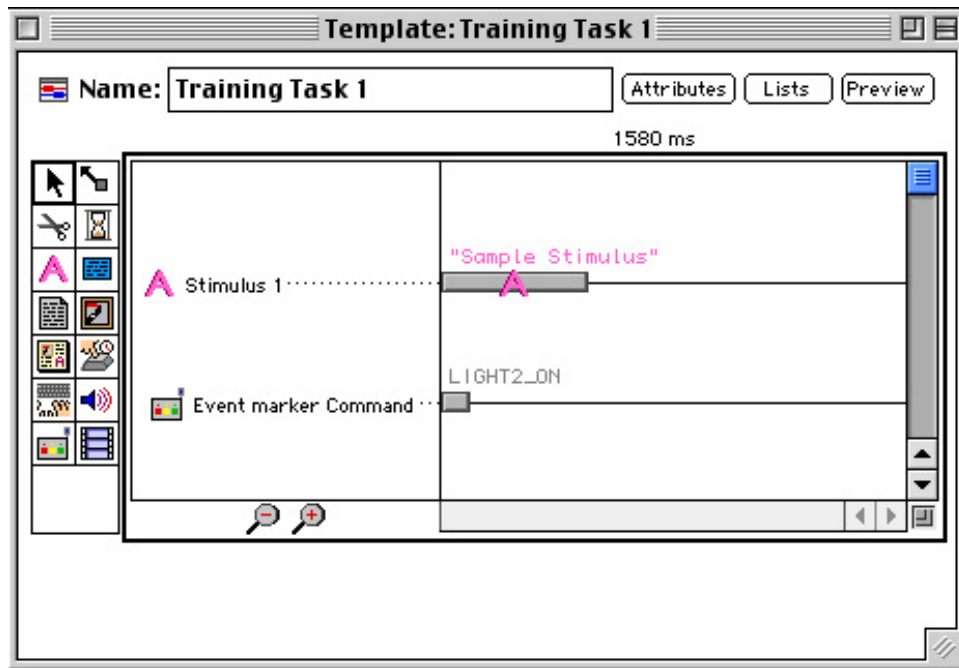 Template: Training Task 1
Name: Training Task 1 Attributes Lists Preview
1580 ms
"Sample Stimulus"
Stimulus 1
LIGHT2_ON
Event marker Command